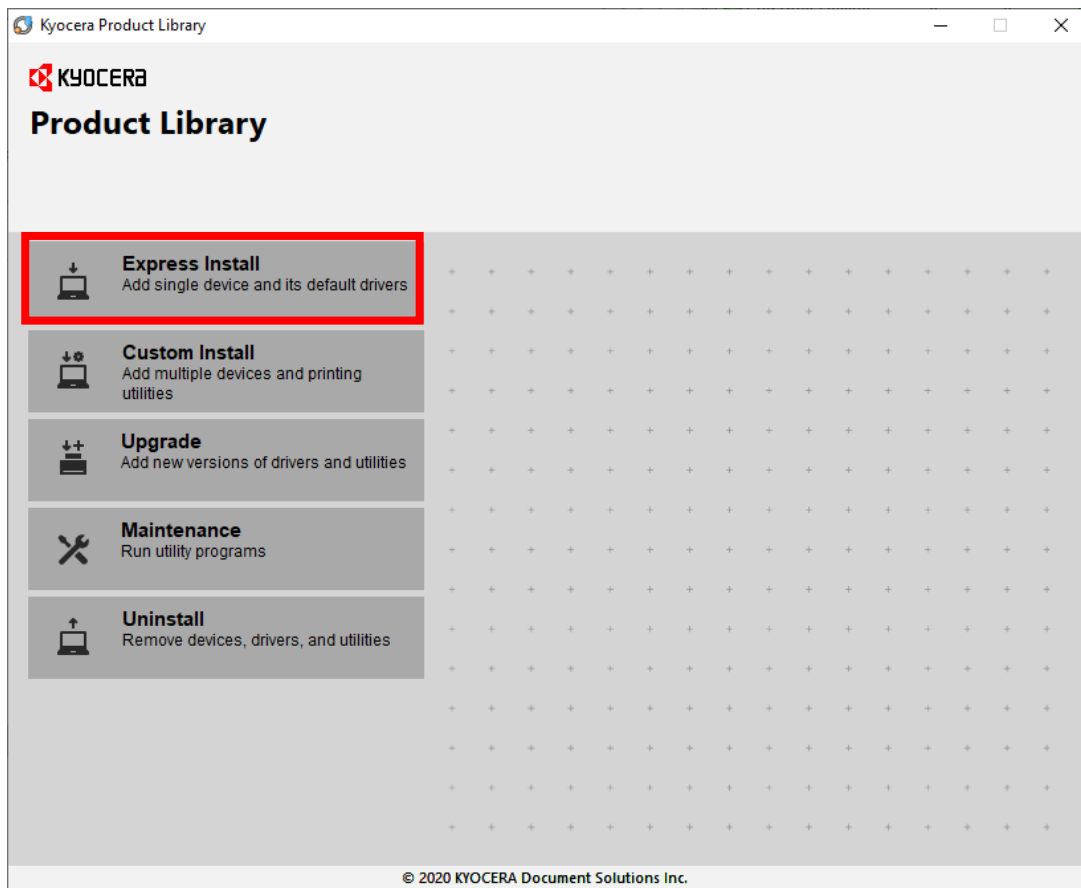 Kyocera Product Library
KYOCERA
Product Library
Express Install
Add single device and its default drivers
Custom Install
Add multiple devices and printing
utilities
Upgrade
Add new versions of drivers and utilities
Maintenance
Run utility programs
Uninstall
Remove devices, drivers, and utilities
© 2020 KYOCERA Document Solutions Inc.